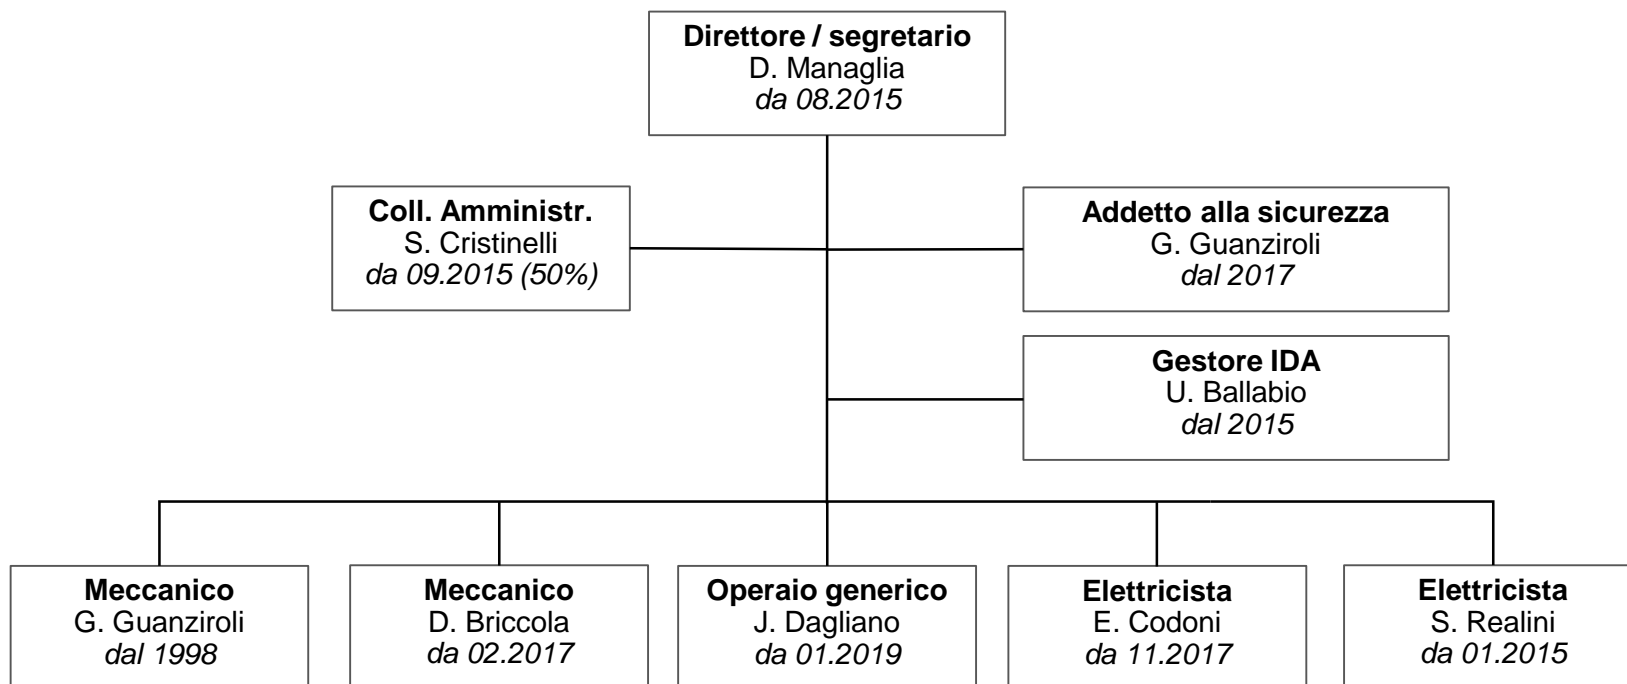 Direttore / segretario
D. Managlia
da 08.2015
Coll. Amministr.
S. Cristinelli
da 09.2015 (50%)
Addetto alla sicurezza
G. Guanziroli
dal 2017
Gestore IDA
U. Ballabio
dal 2015
Meccanico
G. Guanziroli
dal 1998
Meccanico
D. Briccola
da 02.2017
Operaio generico
J. Dagliano
da 01.2019
Elettricista
E. Codoni
da 11.2017
Elettricista
S. Realini
da 01.2015